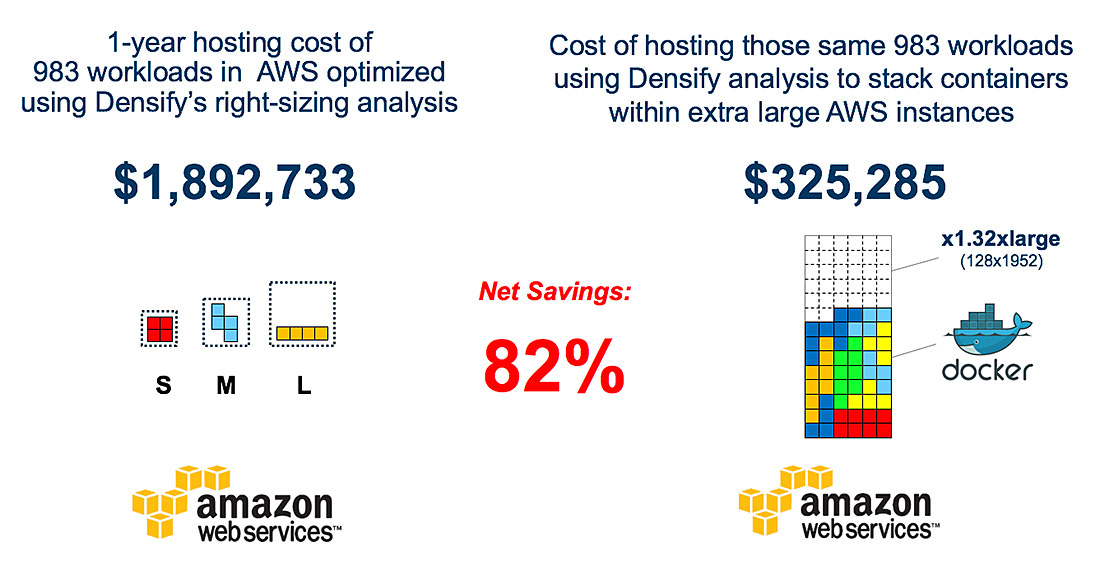 1-year hosting cost of
983 workloads in AWS optimized
using Densify's right-sizing analysis
$1,892,733
S M L
amazon
web services™
Net Savings:
82%
Cost of hosting those same 983 workloads
using Densify analysis to stack containers
within extra large AWS instances
$325,285
x1.32xlarge
(128x1952)
docker
amazon
web services™